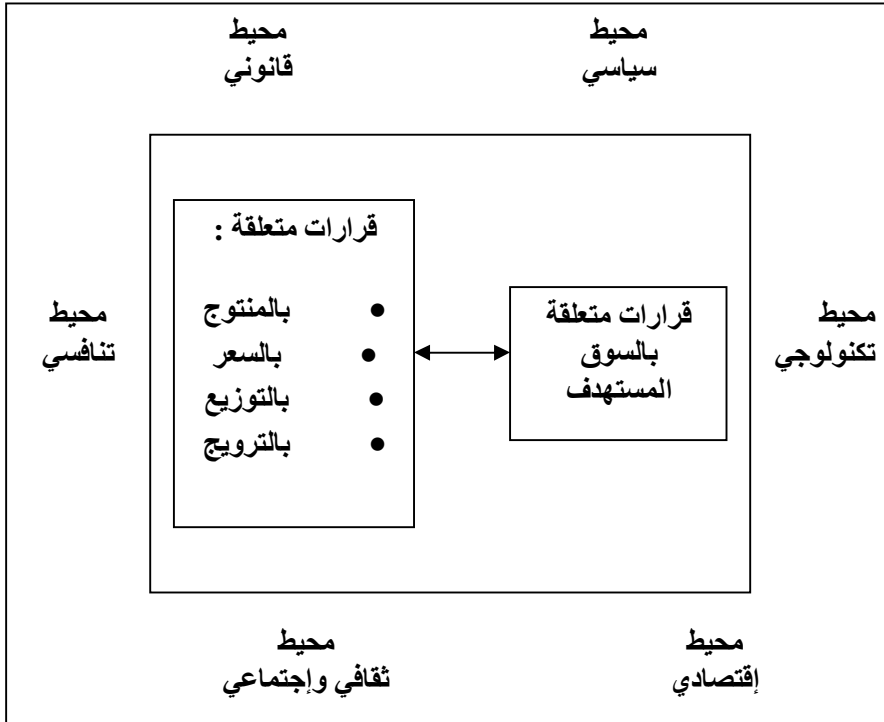 محيط
سياسي
محيط
قانوني
قرارات متعلقة :
• بالمنتوج
• بالسعر
• بالتوزيع
• بالترويج
قرارات متعلقة
بالسوق
المستهدف
محيط
تكنولوجي
محيط
تنافسي
محيط
إقتصادي
محيط
ثقافي وإجتماعي